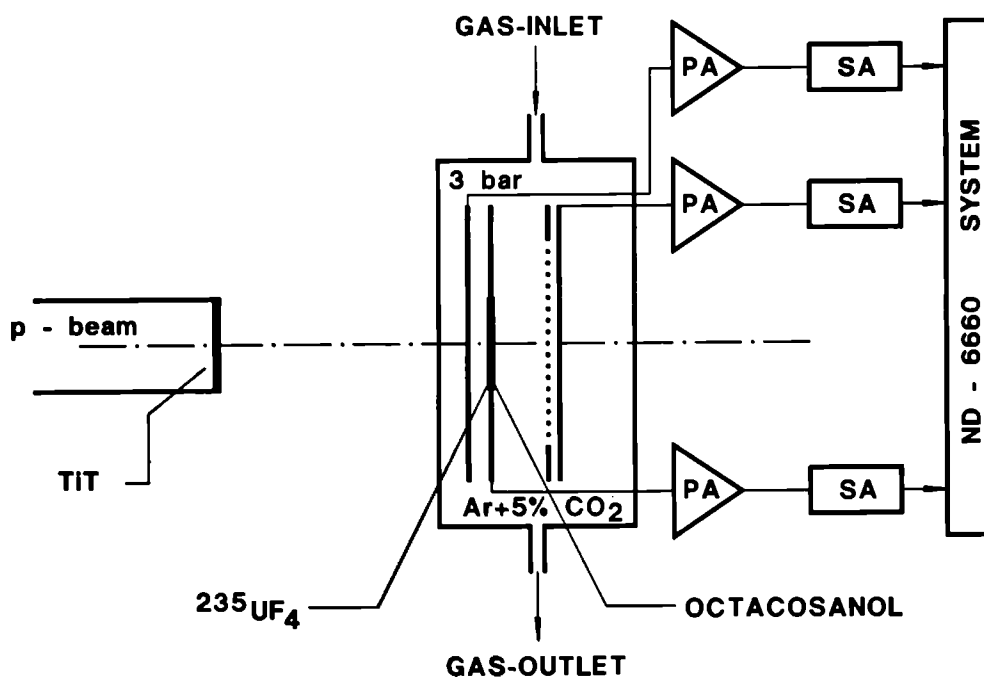 GAS-INLET
PA
SA
3 bar
PA
SA
p - beam
TiT
ND - 6660 SYSTEM
PA
SA
Ar+5% CO2
235UF4
OCTACOSANOL
GAS-OUTLET